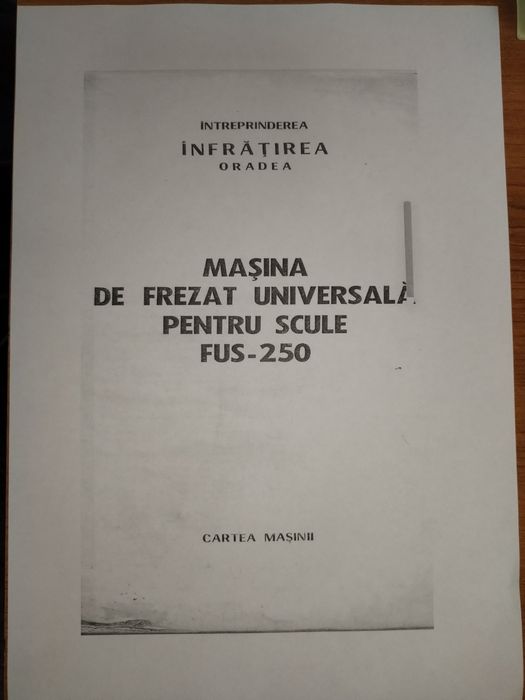 ÎNTREPRINDEREA
ÎNFRĂȚIREA
ORADEA
MAȘINA
DE FREZAT UNIVERSALĂ
PENTRU SCULE
FUS-250
CARTEA MAȘINII